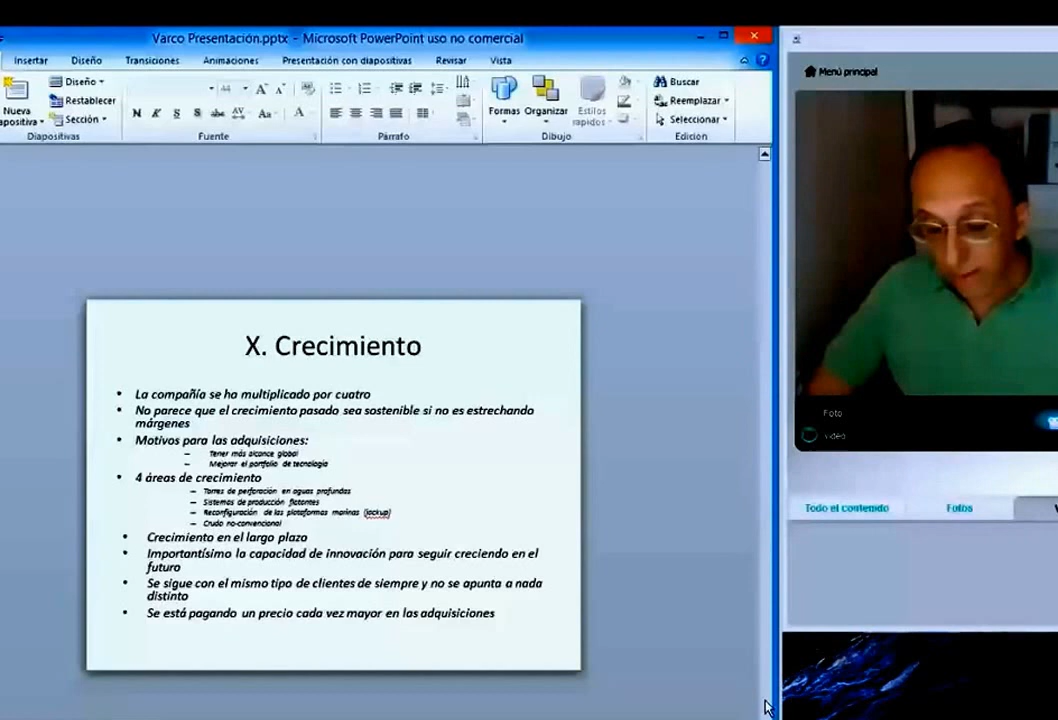 Varco Presentación.pptx - Microsoft PowerPoint uso no comercial
Insertar Diseño Transiciones Animaciones Presentación con diapositivas Revisar Vista
Nueva
Diseño
Restablecer
Sección
Diapositivas
44
N K S S abc AV Aa A
Fuente
Párrafo
Formas Organizar Estilos
rápidos
Dibujo
Buscar
Reemplazar
Seleccionar
Edición
X. Crecimiento
• La compañía se ha multiplicado por cuatro
• No parece que el crecimiento pasado sea sostenible si no es estrechando
márgenes
• Motivos para las adquisiciones:
– Tener más alcance global
– Mejorar el portfolio de tecnología
• 4 áreas de crecimiento
– Torres de perforación en aguas profundas
– Sistemas de producción flotantes
– Reconfiguración de las plataformas marinas (jackup)
– Crudo no-convencional
• Crecimiento en el largo plazo
• Importantísimo la capacidad de innovación para seguir creciendo en el
futuro
• Se sigue con el mismo tipo de clientes de siempre y no se apunta a nada
distinto
• Se está pagando un precio cada vez mayor en las adquisiciones
Menú principal
Foto
Vídeo
Todo el contenido Fotos